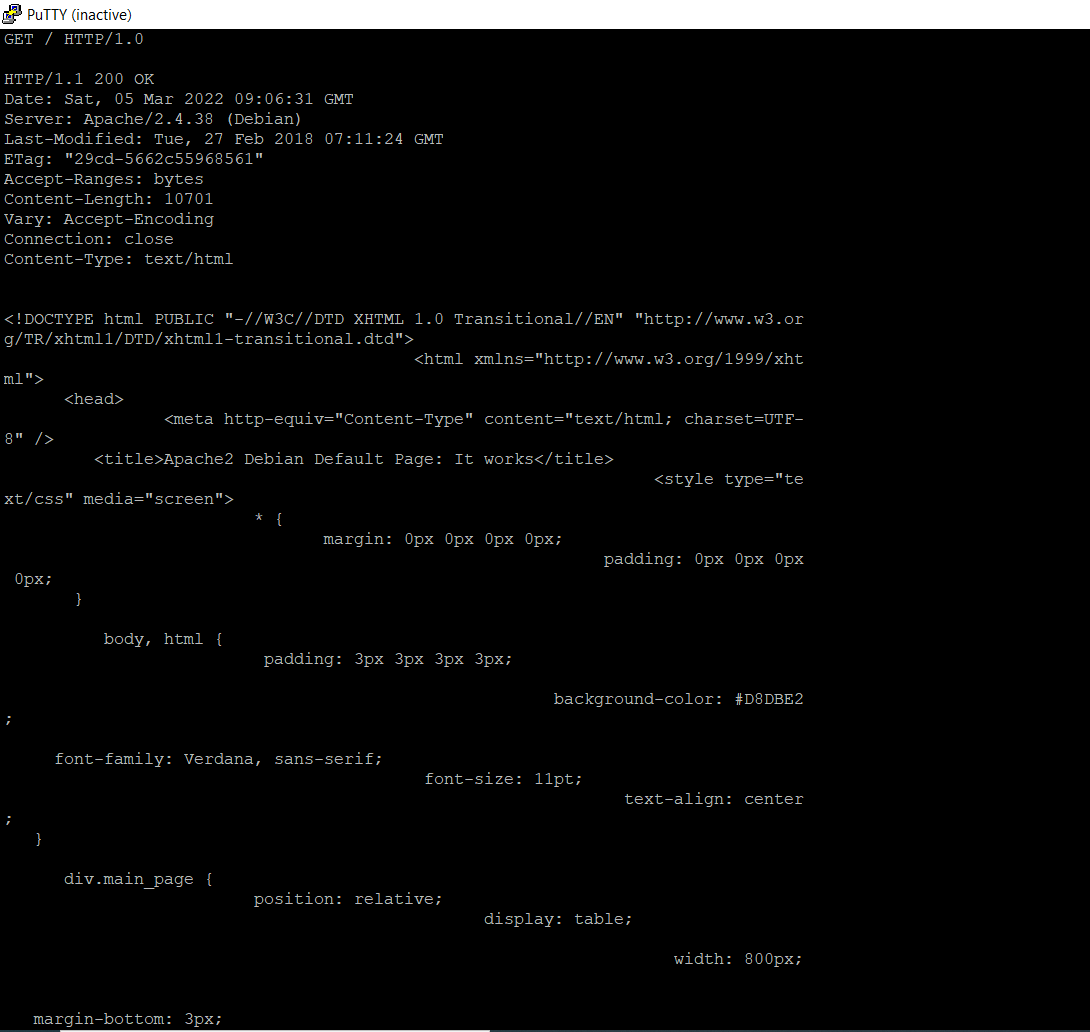 PuTTY (inactive)
GET / HTTP/1.0
HTTP/1.1 200 OK
Date: Sat, 05 Mar 2022 09:06:31 GMT
Server: Apache/2.4.38 (Debian)
Last-Modified: Tue, 27 Feb 2018 07:11:24 GMT
ETag: "29cd-5662c55968561"
Accept-Ranges: bytes
Content-Length: 10701
Vary: Accept-Encoding
Connection: close
Content-Type: text/html
<!DOCTYPE html PUBLIC "-//W3C//DTD XHTML 1.0 Transitional//EN" "http://www.w3.or
g/TR/xhtml1/DTD/xhtml1-transitional.dtd">
<html xmlns="http://www.w3.org/1999/xht
ml">
<head>
<meta http-equiv="Content-Type" content="text/html; charset=UTF-
8" />
<title>Apache2 Debian Default Page: It works</title>
<style type="te
xt/css" media="screen">
* {
margin: 0px 0px 0px 0px;
padding: 0px 0px 0px
0px;
}
body, html {
padding: 3px 3px 3px 3px;
background-color: #D8DBE2
;
font-family: Verdana, sans-serif;
font-size: 11pt;
text-align: center
;
}
div.main_page {
position: relative;
display: table;
width: 800px;
margin-bottom: 3px;